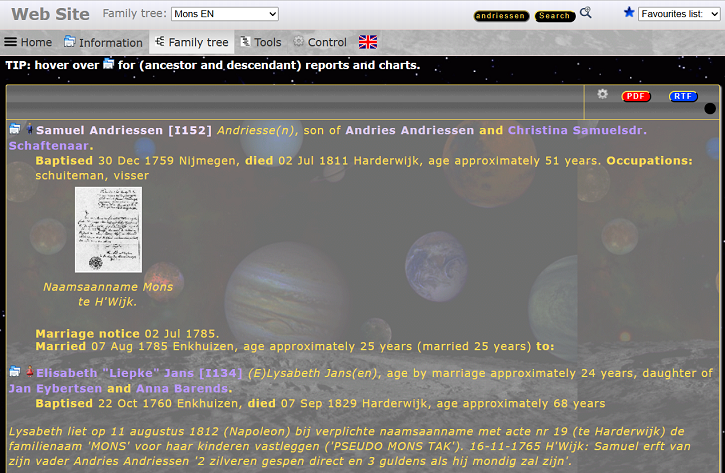 Web Site Family tree: Mons EN andriessen Search Favourites list:
Home Information Family tree Tools Control
TIP: hover over for (ancestor and descendant) reports and charts.
PDF RTF
Samuel Andriessen [I152] Andriesse(n), son of Andries Andriessen and Christina Samuelsdr.
Schaftenaar.
Baptised 30 Dec 1759 Nijmegen, died 02 Jul 1811 Harderwijk, age approximately 51 years. Occupations:
schuiteman, visser
Naamsaanname Mons
te H'Wijk.
Marriage notice 02 Jul 1785.
Married 07 Aug 1785 Enkhuizen, age approximately 25 years (married 25 years) to:
Elisabeth "Liepke" Jans [I134] (E)Lysabeth Jans(en), age by marriage approximately 24 years, daughter of
Jan Eybertsen and Anna Barends.
Baptised 22 Oct 1760 Enkhuizen, died 07 Sep 1829 Harderwijk, age approximately 68 years
Lysabeth liet op 11 augustus 1812 (Napoleon) bij verplichte naamsaanname met acte nr 19 (te Harderwijk) de
familienaam 'MONS' voor haar kinderen vastleggen ('PSEUDO MONS TAK'). 16-11-1765 H'Wijk: Samuel erft van
zijn vader Andries Andriessen '2 zilveren gespen direct en 3 guldens als hij mondig zal zijn'.